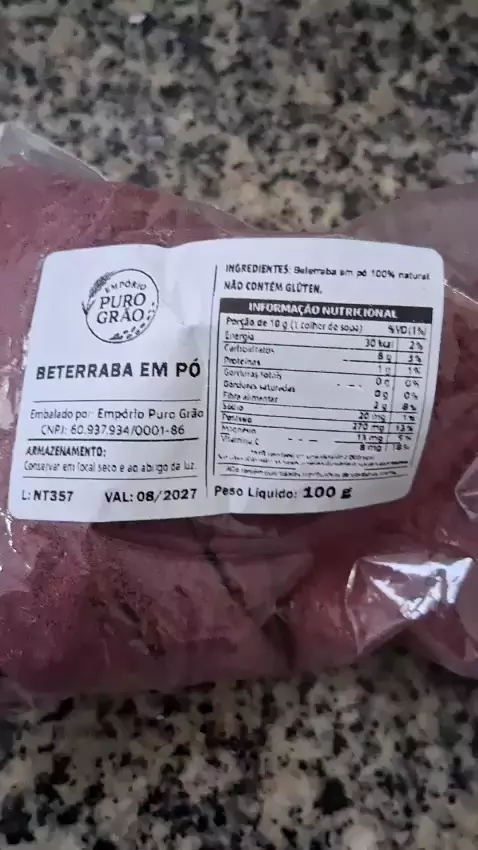 EMPÓRIO
PURO
GRÃO
BETERRABA EM PÓ
Embalado por: Empório Puro Grão
CNPJ: 60.937.934/0001-86
ARMAZENAMENTO:
Conservar em local seco e ao abrigo da luz.
L: NT357 VAL: 08/2027
INGREDIENTES: Beterraba em pó 100% natural
NÃO CONTÉM GLÚTEN.
INFORMAÇÃO NUTRICIONAL
Porção de 10 g (1 colher de sopa) %VD
Energia 30 kcal 2%
Carboidratos 8 g 3%
Proteínas 1 g 1%
Gorduras totais 0 g 0%
Gorduras saturadas 0 g 0%
Fibra alimentar 2 g 8%
Sódio 20 mg 1%
Potássio 270 mg 13%
Magnésio 13 mg 5%
Vitamina C 8 mg 18%
Peso Líquido: 100 g